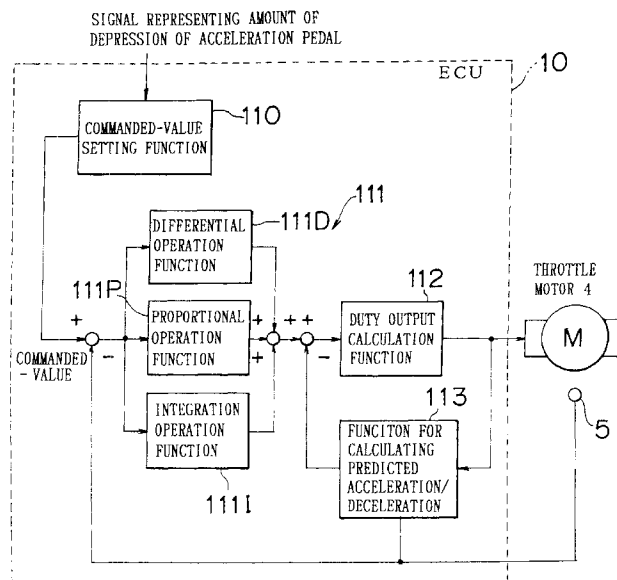 SIGNAL REPRESENTING AMOUNT OF
DEPRESSION OF ACCELERATION PEDAL
ECU
10
110
COMMANDED-VALUE
SETTING FUNCTION
111
111D
DIFFERENTIAL
OPERATION
FUNCTION
111P
PROPORTIONAL
OPERATION
FUNCTION
112
DUTY OUTPUT
CALCULATION
FUNCTION
THROTTLE
MOTOR 4
M
+
-
+
+
+
+
-
COMMANDED
-VALUE
INTEGRATION
OPERATION
FUNCTION
111I
113
FUNCITON FOR
CALCULATING
PREDICTED
ACCELERATION/
DECELERATION
5